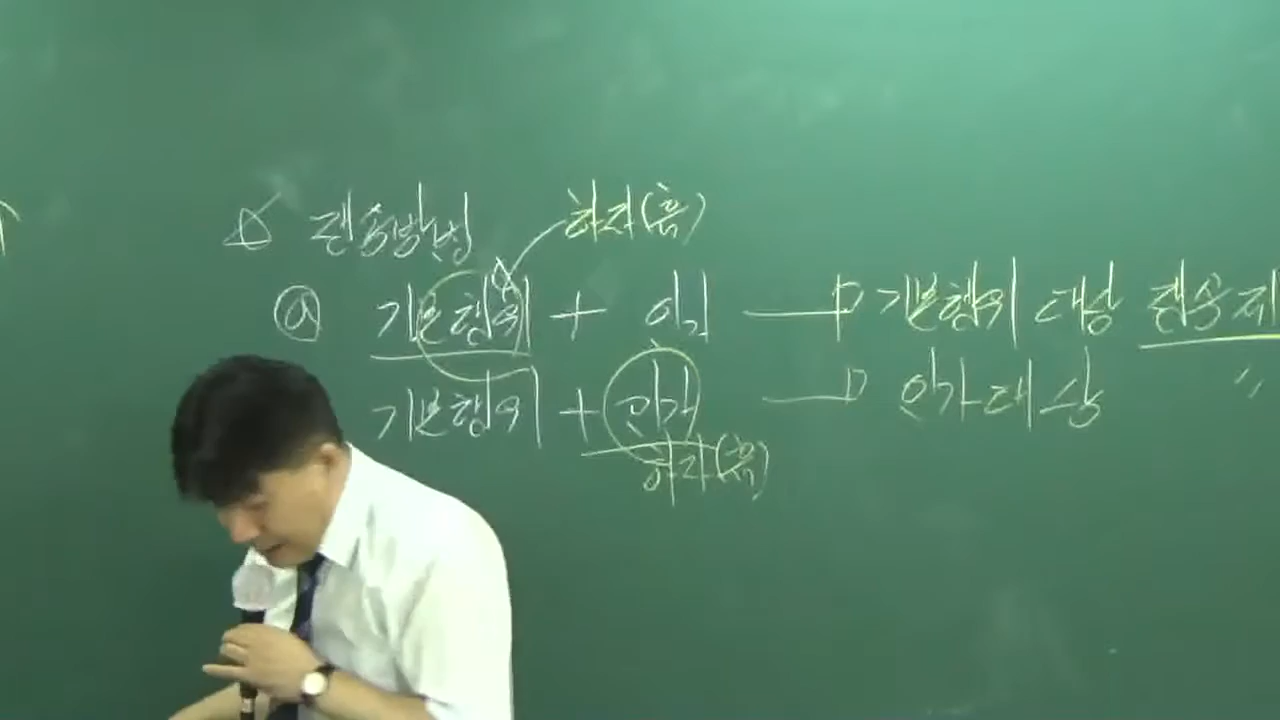 쟁송방법 하자(흠)
ⓐ 기본행위 + 인가 → 기본행위 대상 쟁송제
기본행위 + 인가 → 인가 대상 〃
하자(흠)